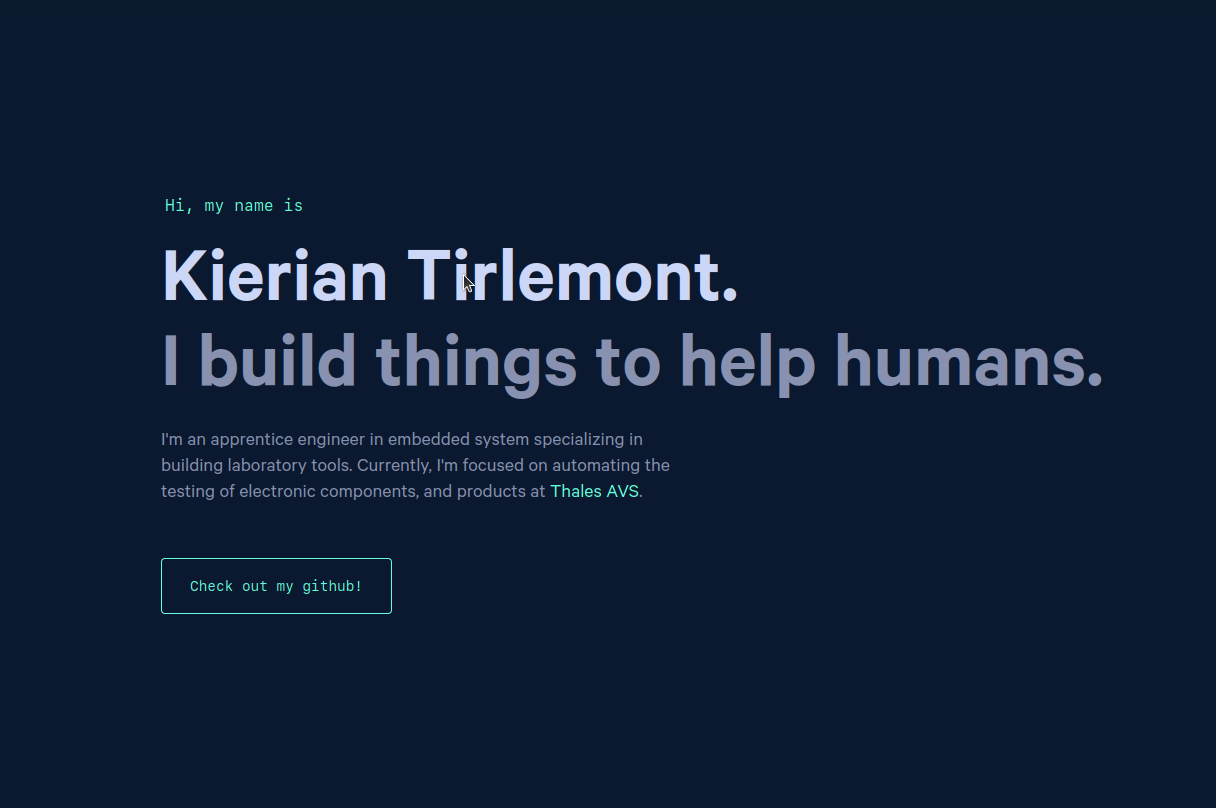 Hi, my name is
Kierian Tirlemont.
I build things to help humans.
I'm an apprentice engineer in embedded system specializing in
building laboratory tools. Currently, I'm focused on automating the
testing of electronic components, and products at Thales AVS.
Check out my github!